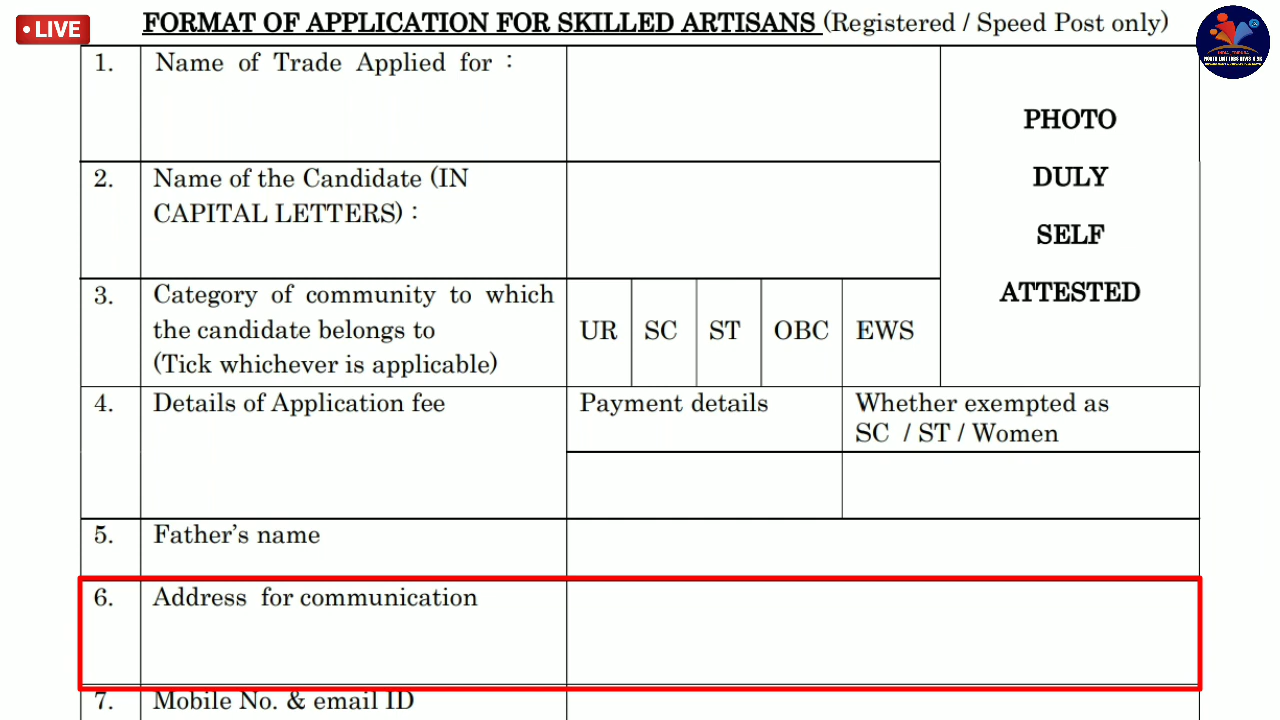 • LIVE
FORMAT OF APPLICATION FOR SKILLED ARTISANS (Registered / Speed Post only)
1. Name of Trade Applied for :
PHOTO
DULY
SELF
ATTESTED
2. Name of the Candidate (IN
CAPITAL LETTERS) :
3. Category of community to which
the candidate belongs to
(Tick whichever is applicable)
UR SC ST OBC EWS
4. Details of Application fee
Payment details
Whether exempted as
SC / ST / Women
5. Father's name
6. Address for communication
7. Mobile No. & email ID